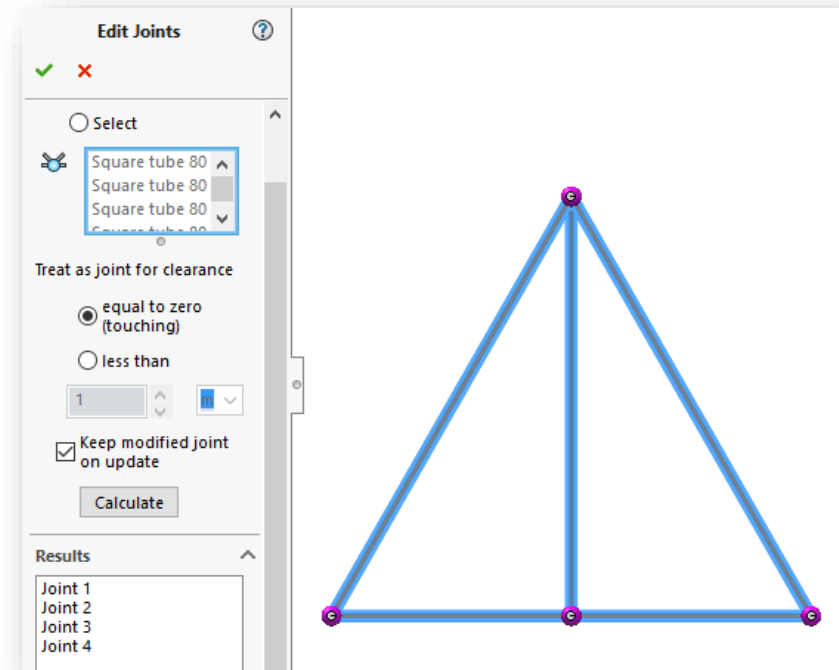 Edit Joints
?
Select
Square tube 80
Square tube 80
Square tube 80
Treat as joint for clearance
equal to zero
(touching)
less than
1
m
Keep modified joint
on update
Calculate
Results
Joint 1
Joint 2
Joint 3
Joint 4